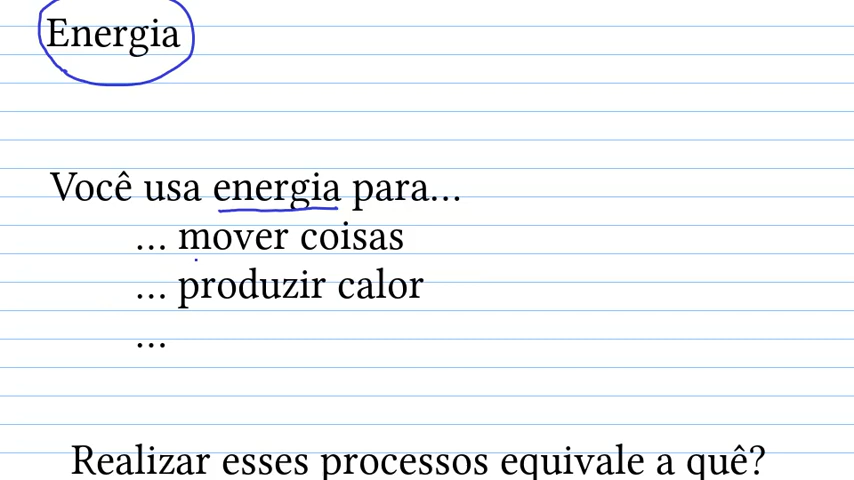 Energia
Você usa energia para...
... mover coisas
... produzir calor
...
Realizar esses processos equivale a quê?